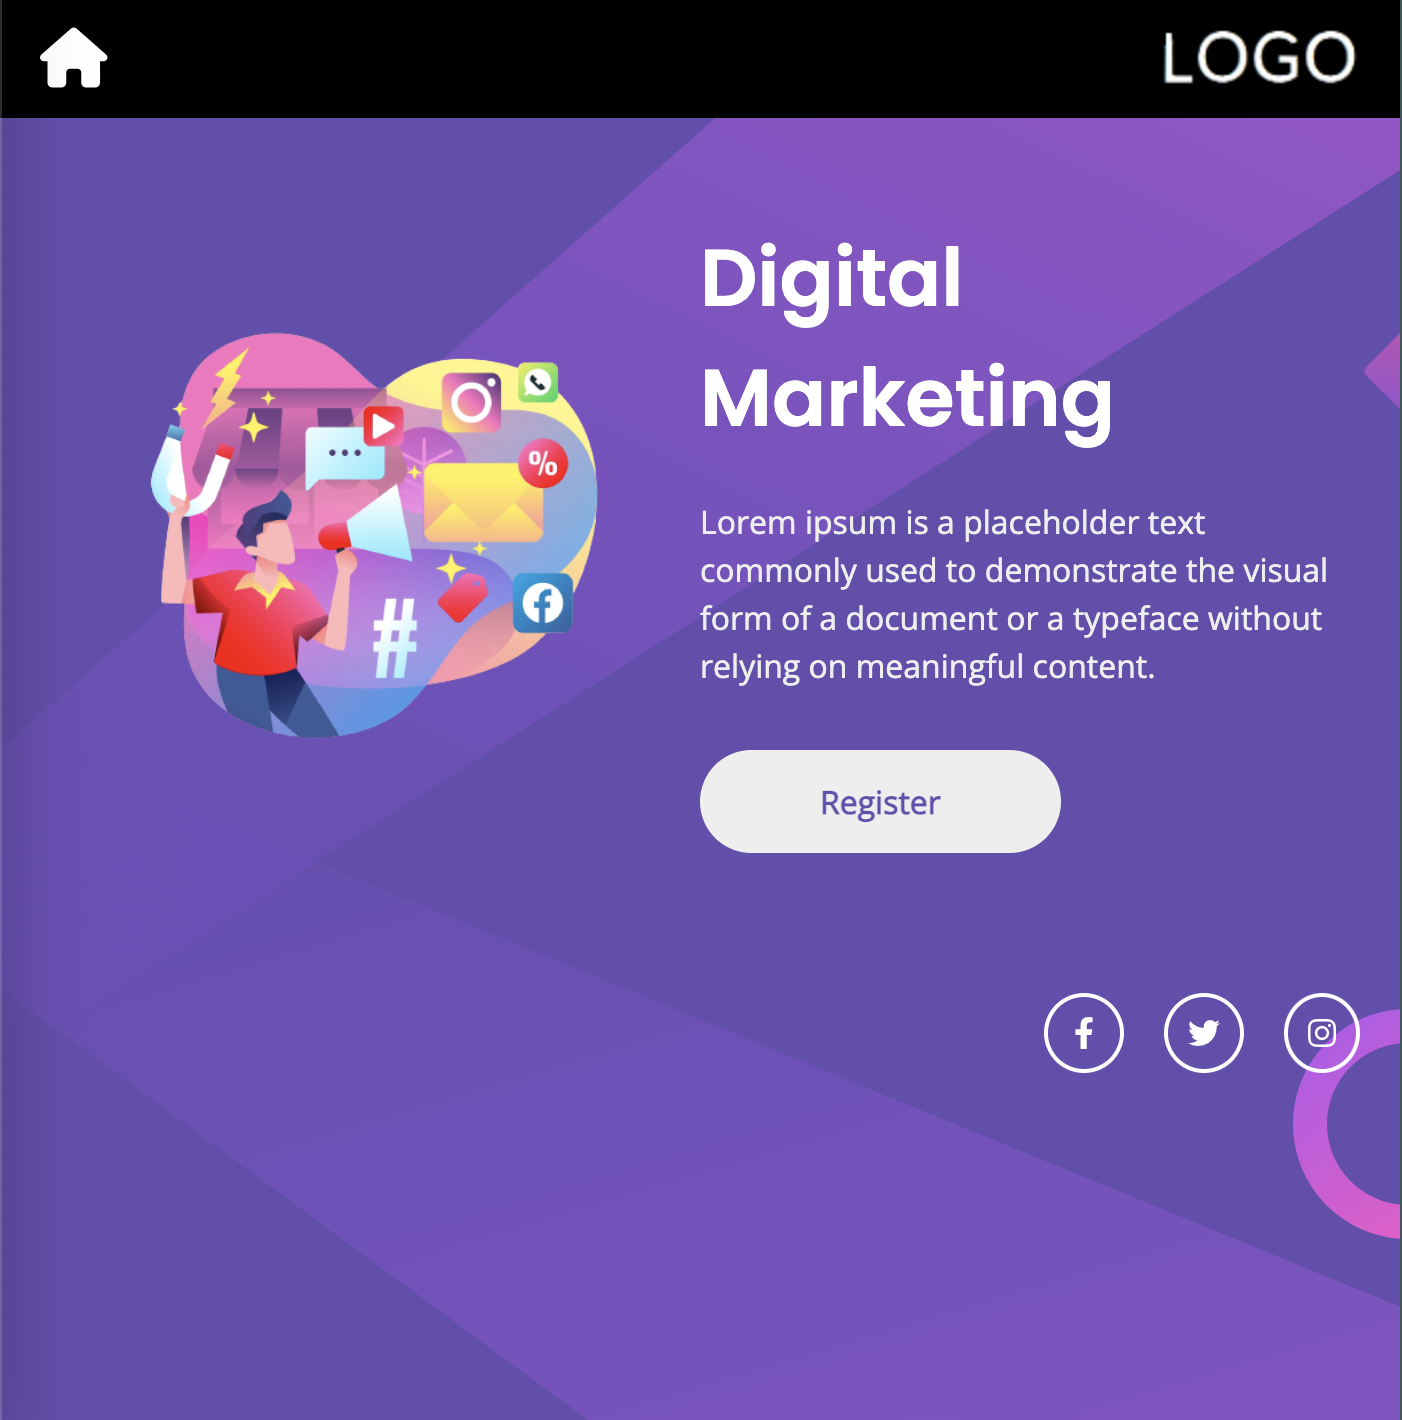 LOGO
Digital
Marketing
%
#
Lorem ipsum is a placeholder text
commonly used to demonstrate the visual
form of a document or a typeface without
relying on meaningful content.
Register